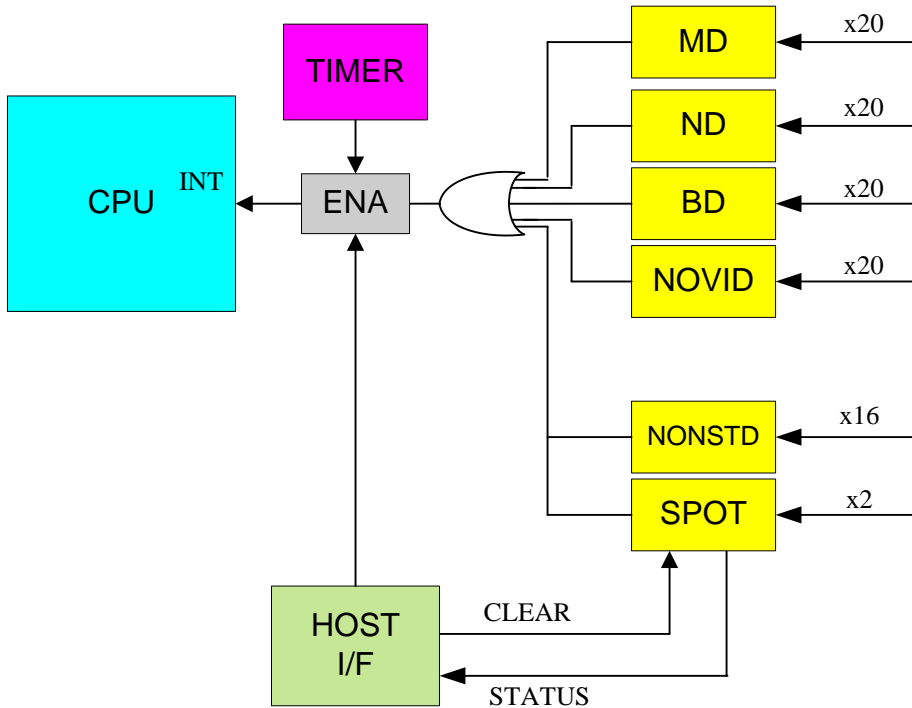 MD
x20
TIMER
ND
x20
CPU
INT
ENA
BD
x20
NOVID
x20
NONSTD
x16
SPOT
x2
HOST
I/F
CLEAR
STATUS